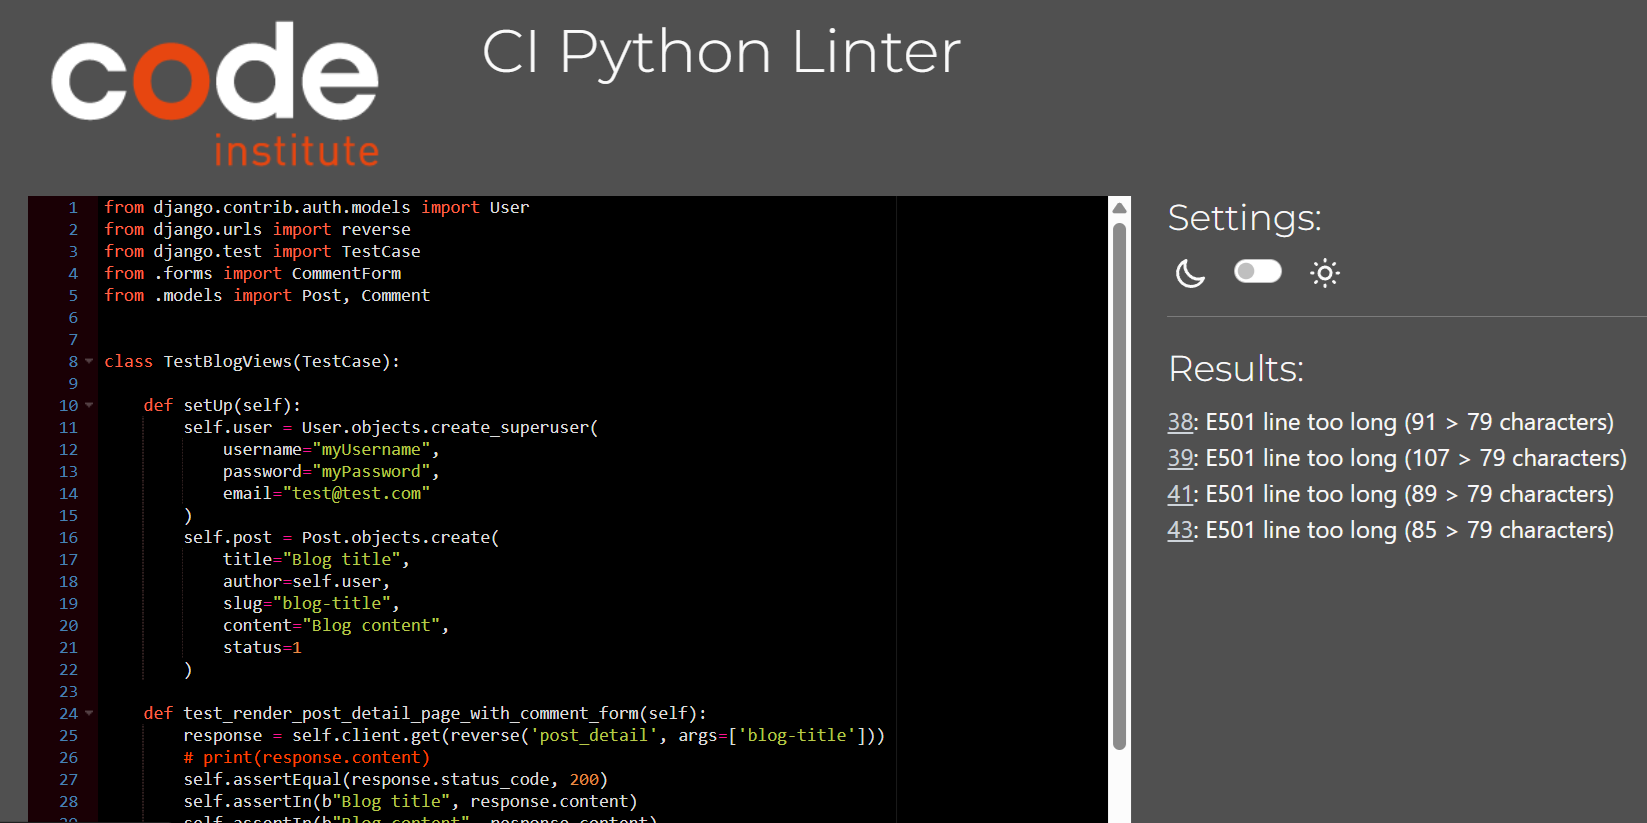 code
institute
CI Python Linter
1 from django.contrib.auth.models import User
2 from django.urls import reverse
3 from django.test import TestCase
4 from .forms import CommentForm
5 from .models import Post, Comment
6
7
8 class TestBlogViews(TestCase):
9
10     def setUp(self):
11         self.user = User.objects.create_superuser(
12             username="myUsername",
13             password="myPassword",
14             email="test@test.com"
15         )
16         self.post = Post.objects.create(
17             title="Blog title",
18             author=self.user,
19             slug="blog-title",
20             content="Blog content",
21             status=1
22         )
23
24     def test_render_post_detail_page_with_comment_form(self):
25         response = self.client.get(reverse('post_detail', args=['blog-title']))
26         # print(response.content)
27         self.assertEqual(response.status_code, 200)
28         self.assertIn(b"Blog title", response.content)
29         self.assertIn(b"Blog content", response.content)
Settings:
Results:
38: E501 line too long (91 > 79 characters)
39: E501 line too long (107 > 79 characters)
41: E501 line too long (89 > 79 characters)
43: E501 line too long (85 > 79 characters)